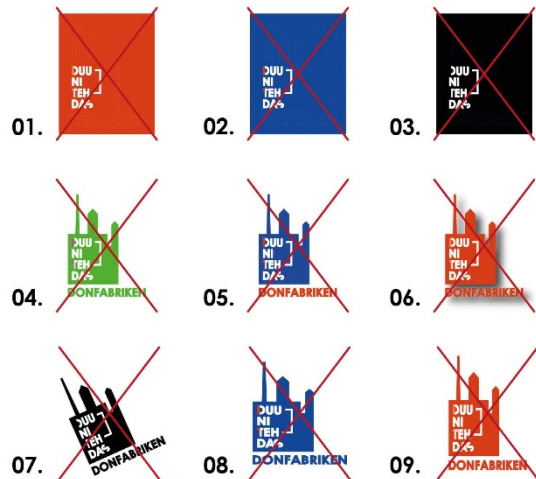 DUU
NI
TEH
DAS
01.
DUU
NI
TEH
DAS
02.
DUU
NI
TEH
DAS
03.
DUU
NI
TEH
DAS
04.
DONFABRIKEN
DUU
NI
TEH
DAS
05.
DONFABRIKEN
DUU
NI
TEH
DAS
06.
DONFABRIKEN
DUU
NI
TEH
DAS
07.
DONFABRIKEN
DUU
NI
TEH
DAS
08.
DONFABRIKEN
DUU
NI
TEH
DAS
09.